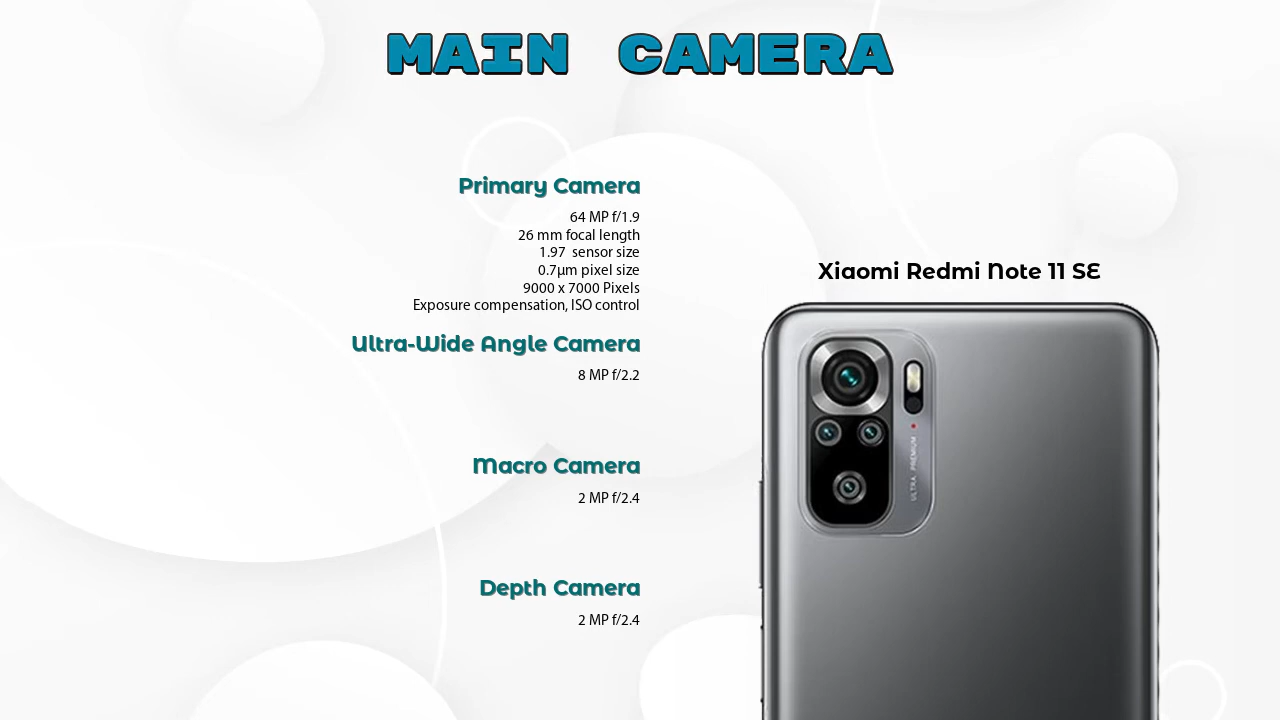 MAIN CAMERA
Primary Camera
64 MP f/1.9
26 mm focal length
1.97 sensor size
0.7µm pixel size
9000 x 7000 Pixels
Exposure compensation, ISO control
Ultra-Wide Angle Camera
8 MP f/2.2
Macro Camera
2 MP f/2.4
Depth Camera
2 MP f/2.4
Xiaomi Redmi Note 11 SE
ULTRA PREMIUM